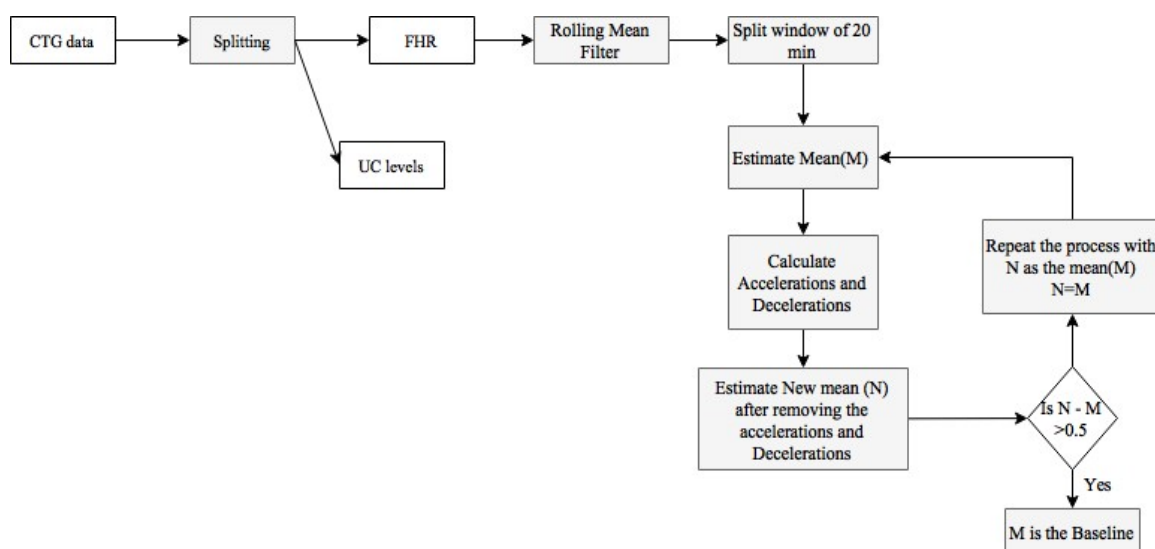 CTG data
Splitting
FHR
Rolling Mean
Filter
Split window of 20
min
UC levels
Estimate Mean(M)
Calculate
Accelerations and
Decelerations
Repeat the process with
N as the mean(M)
N=M
Estimate New mean (N)
after removing the
accelerations and
Decelerations
Is N - M
>0.5
Yes
M is the Baseline